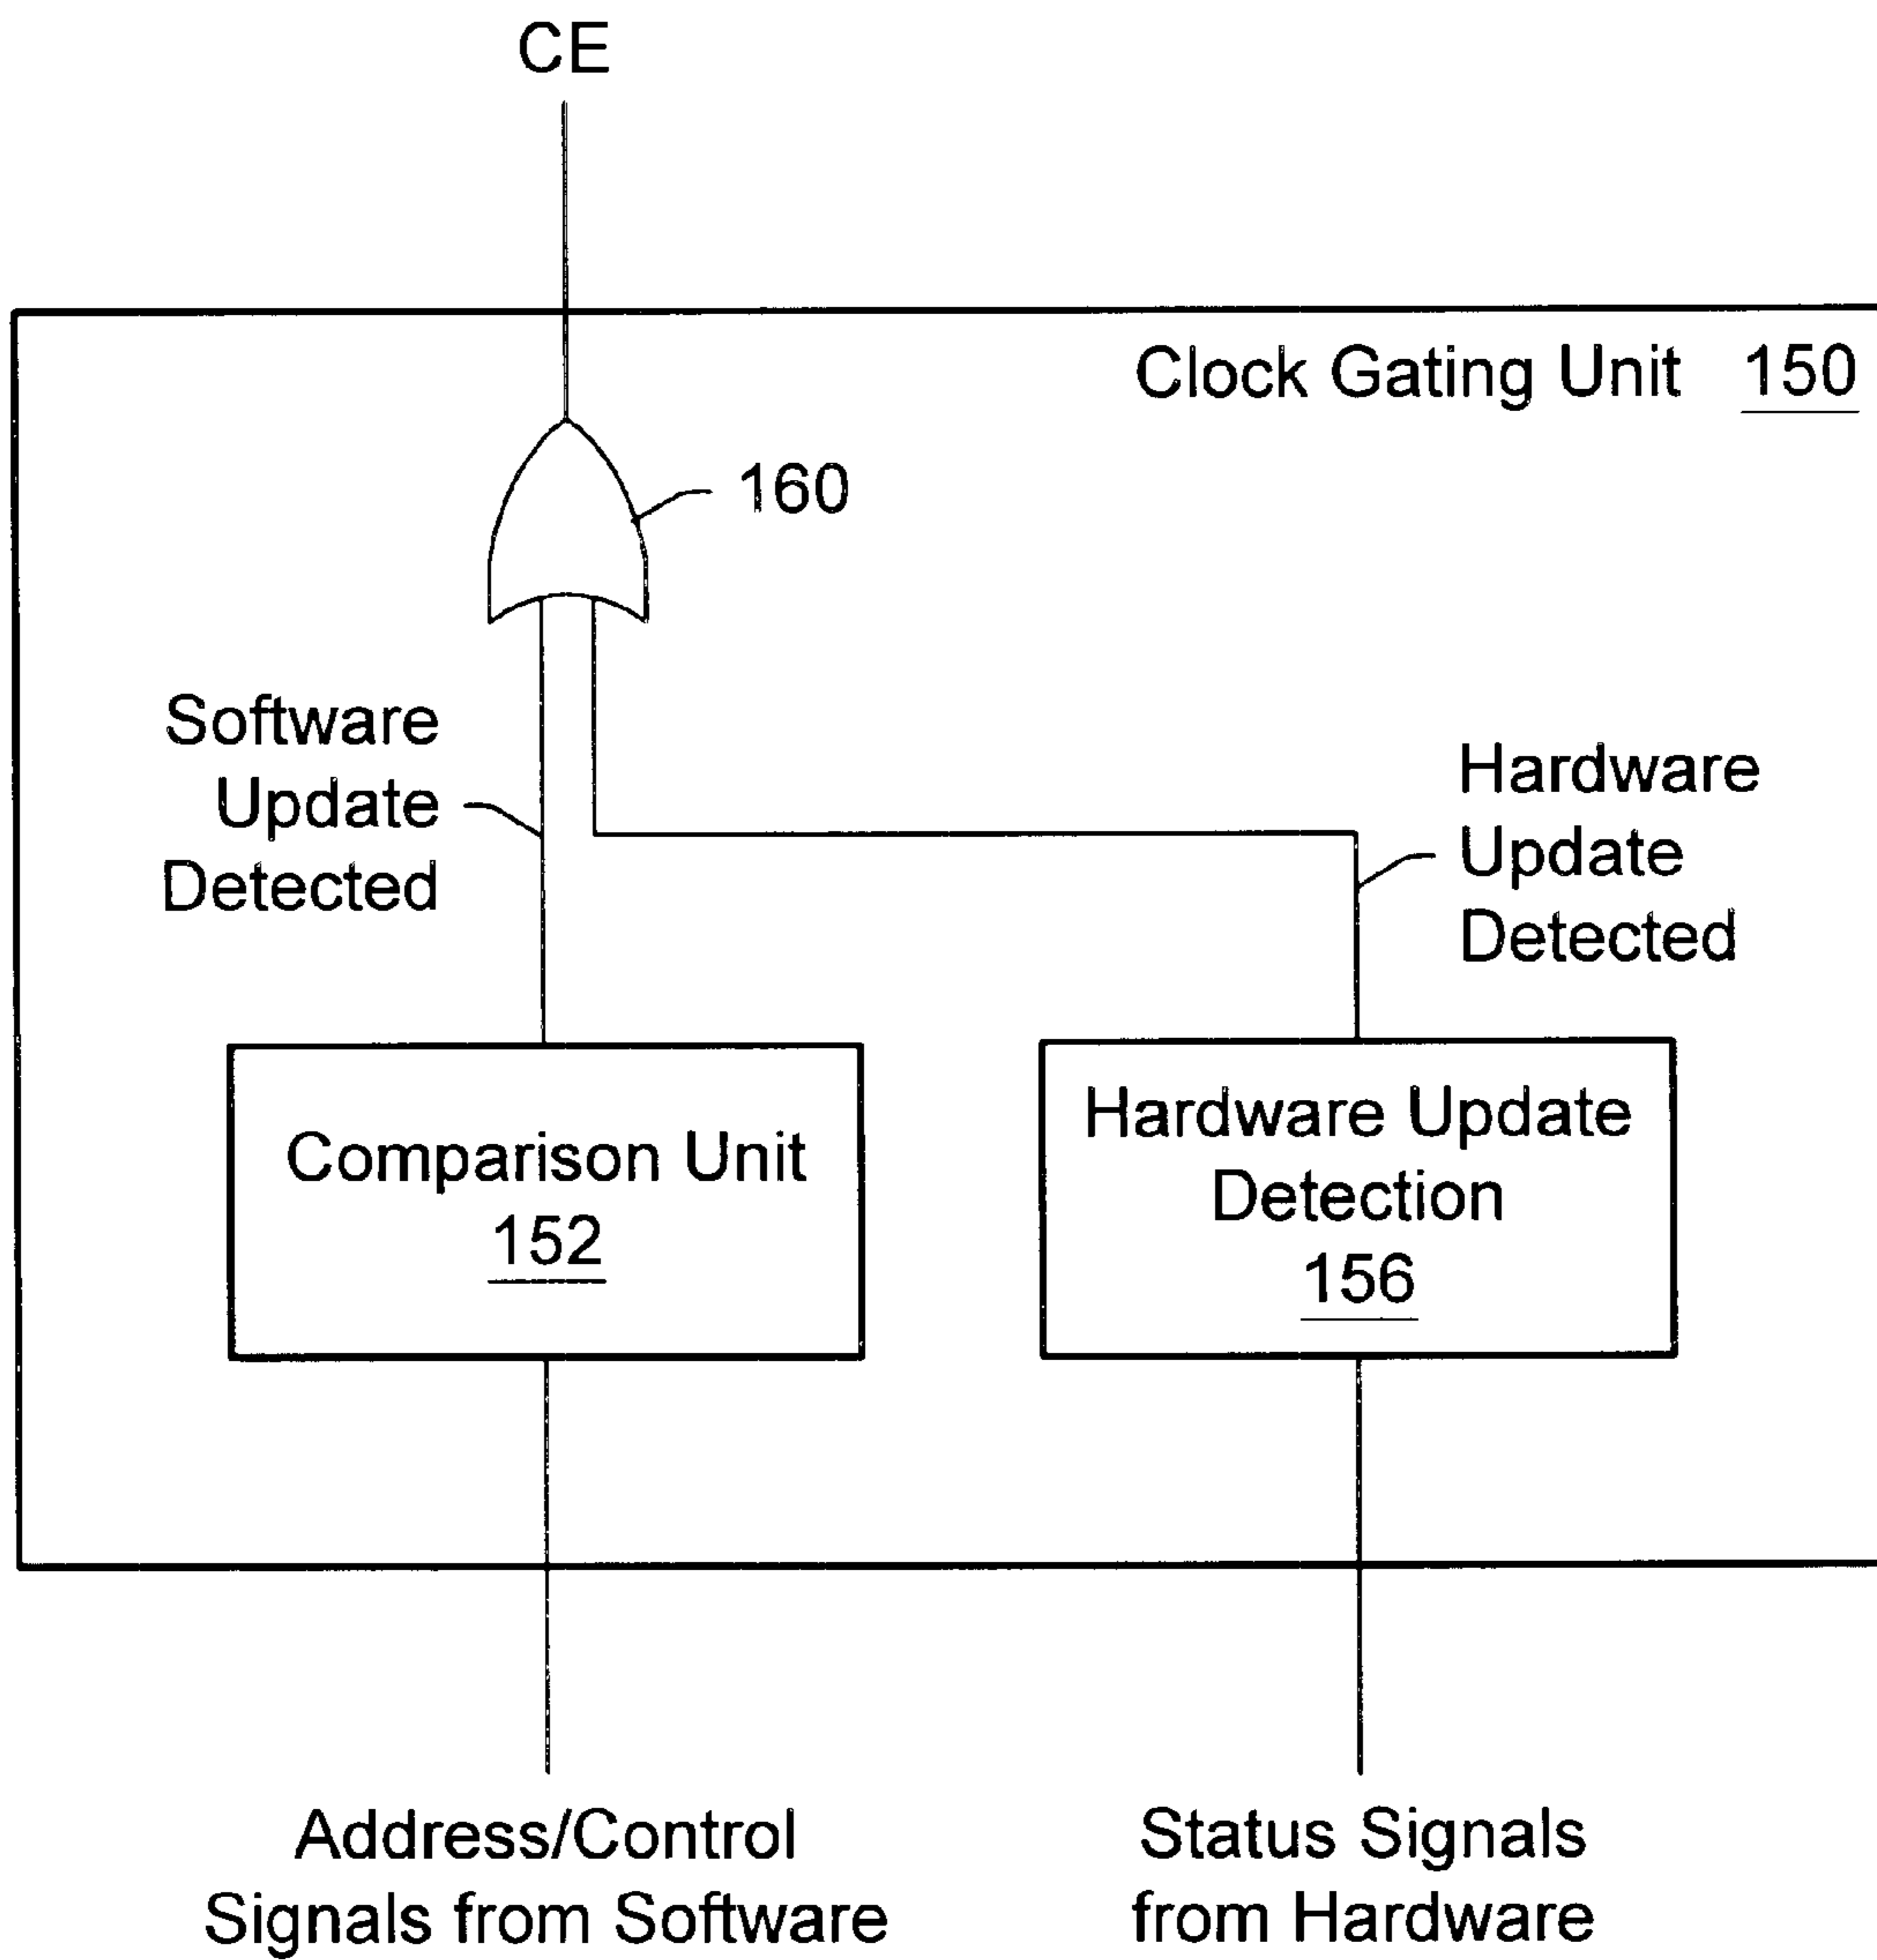 CE
Clock Gating Unit 150
160
Software
Update
Detected
Hardware
Update
Detected
Comparison Unit
152
Hardware Update
Detection
156
Address/Control
Signals from Software
Status Signals
from Hardware